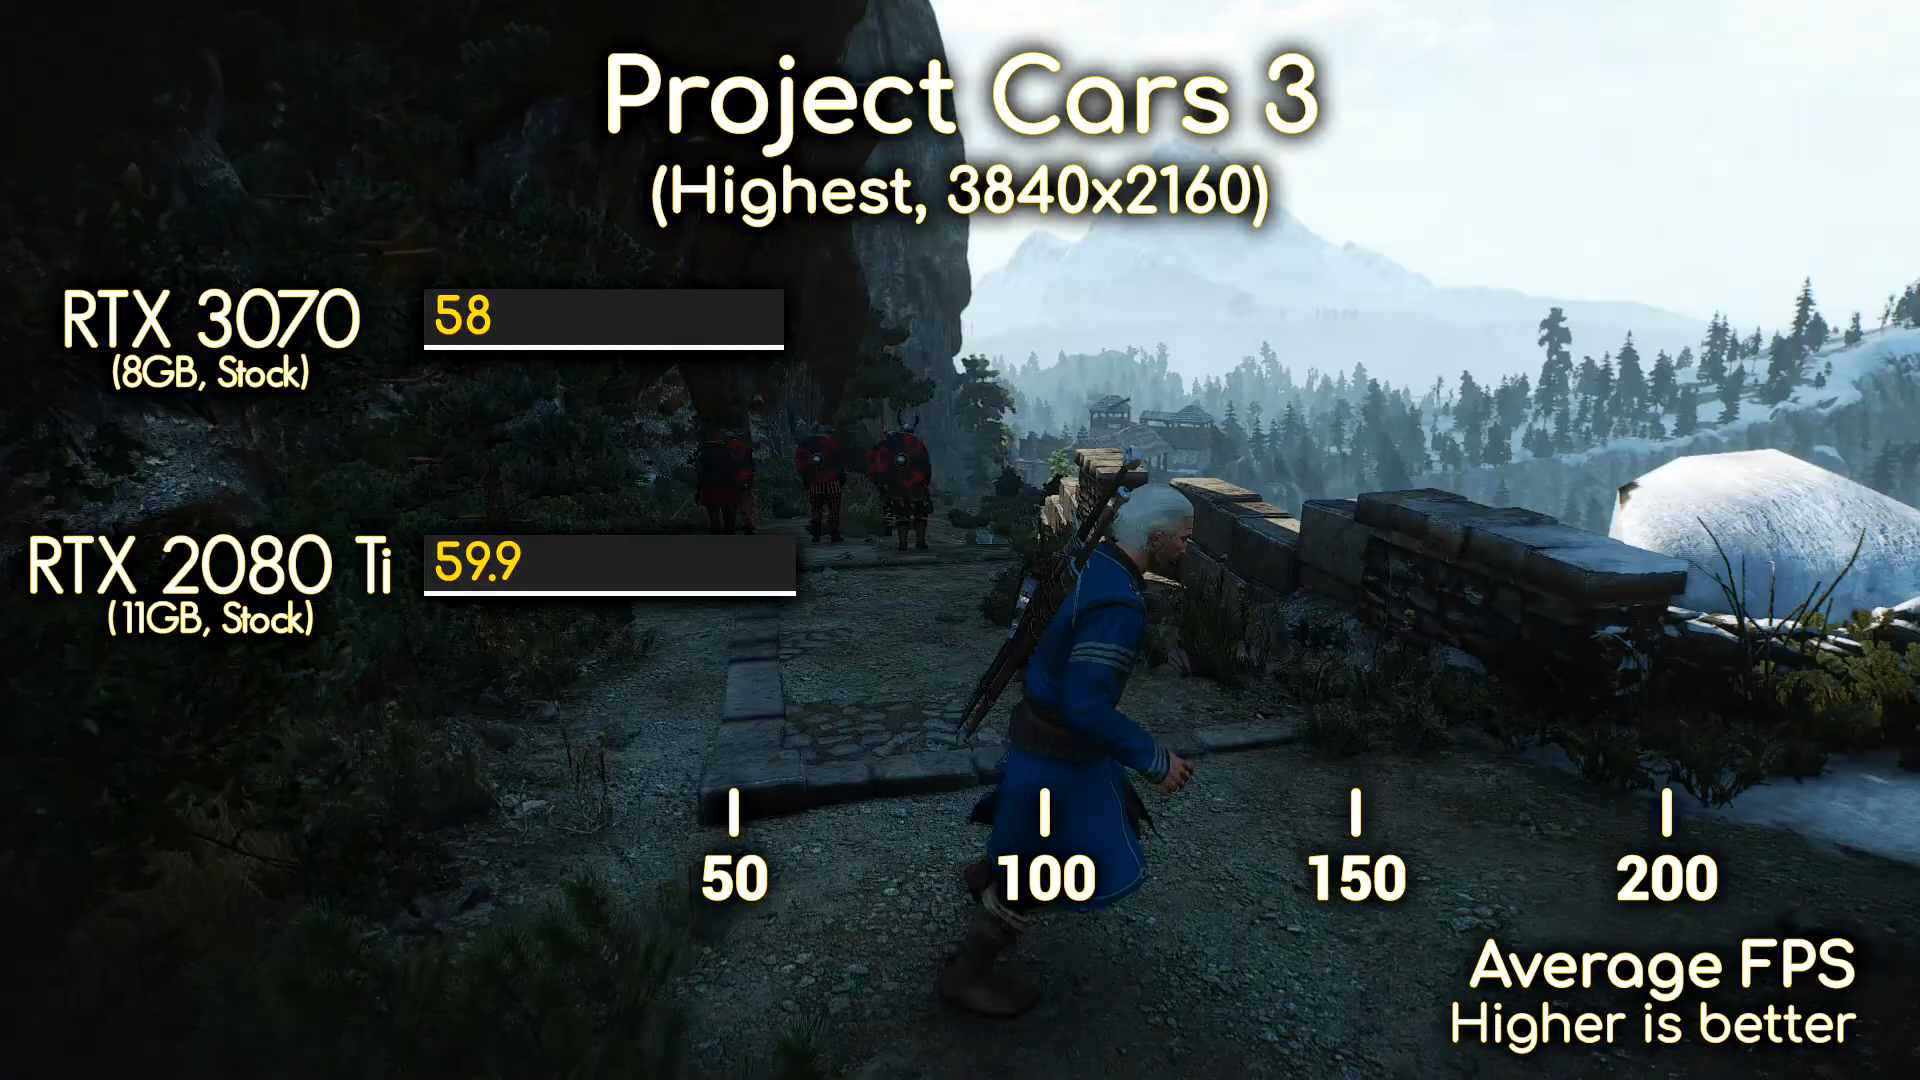 Project Cars 3
(Highest, 3840x2160)
RTX 3070
(8GB, Stock)
58
RTX 2080 Ti
(11GB, Stock)
59.9
50
100
150
200
Average FPS
Higher is better